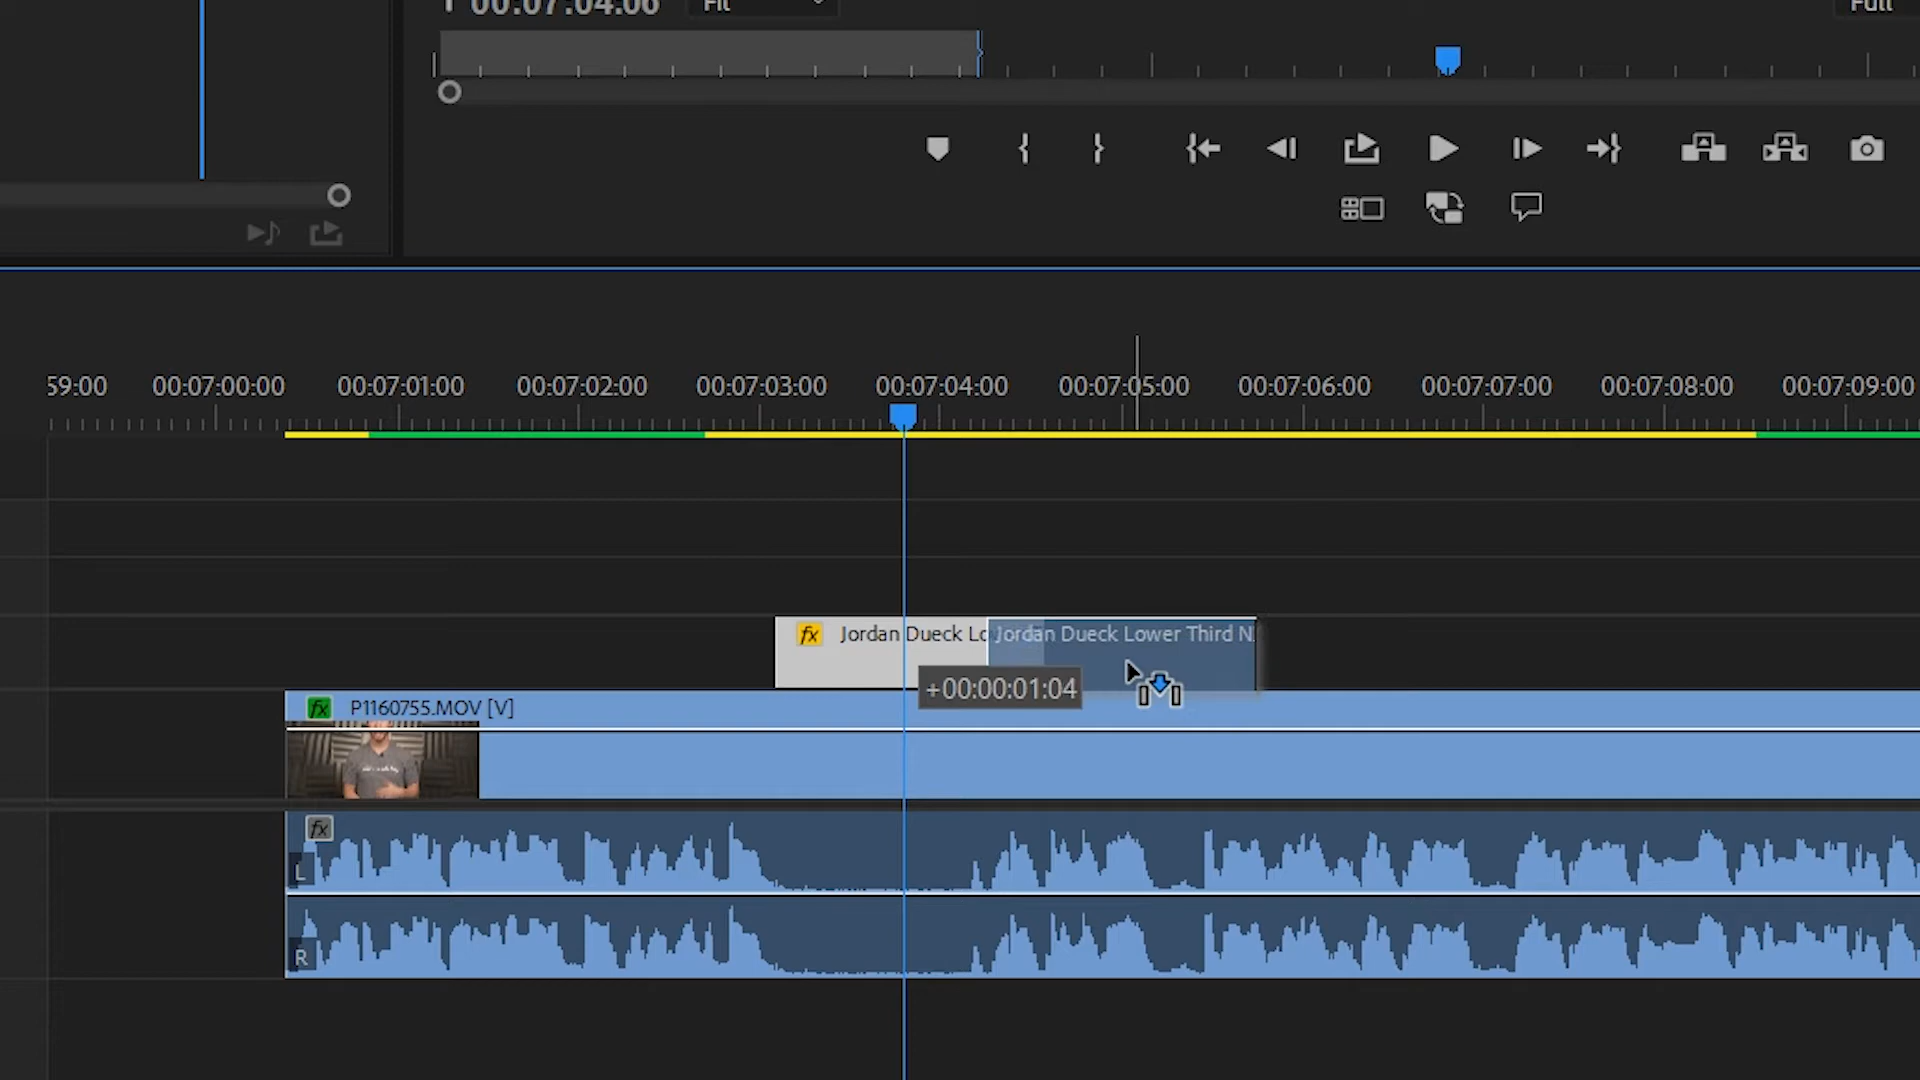 00:07:04:06 Fit Full
59:00 00:07:00:00 00:07:01:00 00:07:02:00 00:07:03:00 00:07:04:00 00:07:05:00 00:07:06:00 00:07:07:00 00:07:08:00 00:07:09:00
fx Jordan Dueck Lo Jordan Dueck Lower Third N
+00:00:01:04
fx P1160755.MOV [V]
fx
L
R